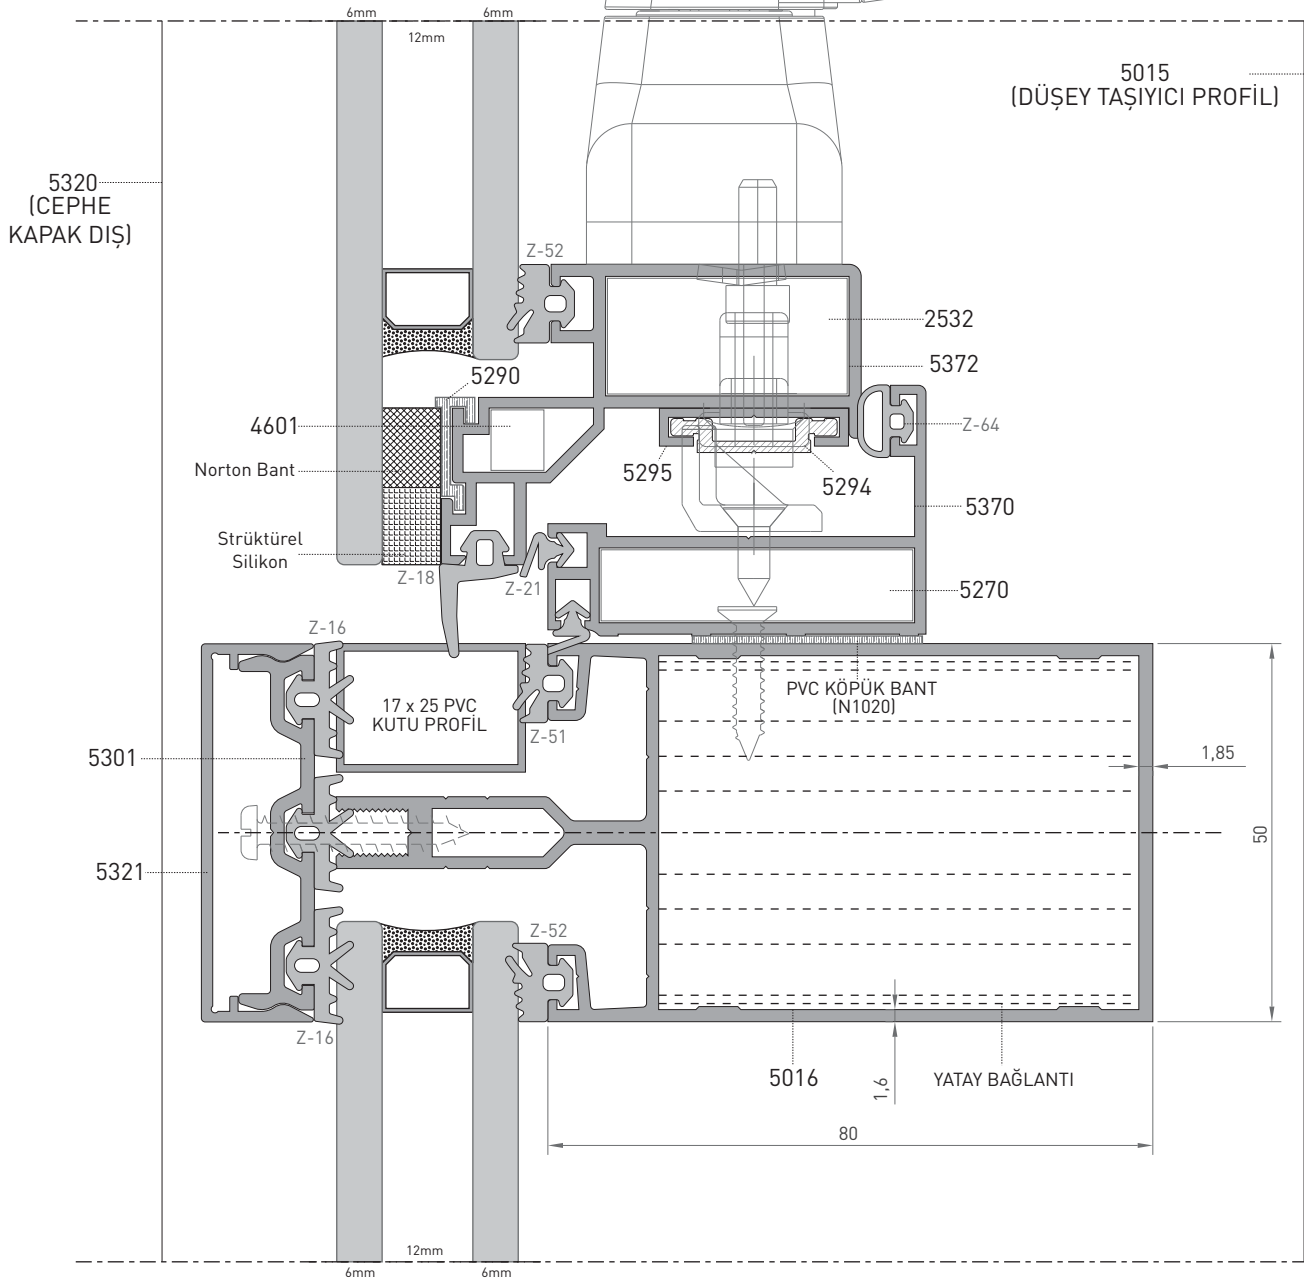 6mm
6mm
12mm
5015
(DÜŞEY TAŞIYICI PROFİL)
5320
(CEPHE
KAPAK DIŞ)
Z-52
2532
5372
5290
4601
Z-64
Norton Bant
5295
5294
5370
Strüktürel
Silikon
Z-18
Z-21
5270
Z-16
PVC KÖPÜK BANT
(N1020)
17 x 25 PVC
KUTU PROFİL
Z-51
5301
1,85
50
5321
Z-52
Z-16
5016
1,6
YATAY BAĞLANTI
80
12mm
6mm
6mm